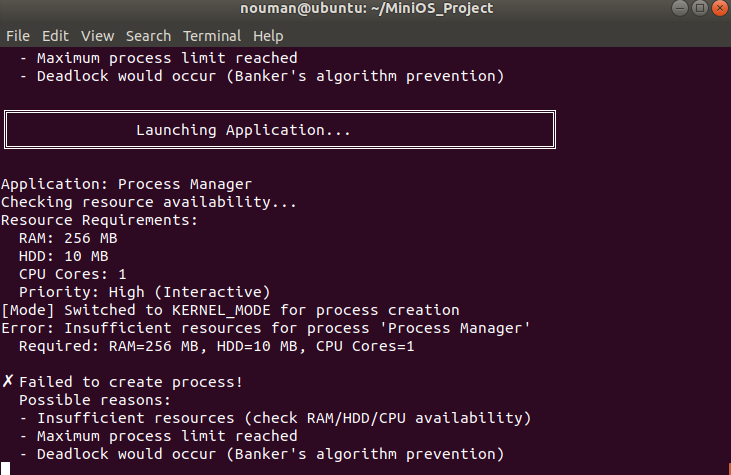 nouman@ubuntu: ~/MiniOS_Project
File Edit View Search Terminal Help
- Maximum process limit reached
- Deadlock would occur (Banker's algorithm prevention)
Launching Application...
Application: Process Manager
Checking resource availability...
Resource Requirements:
RAM: 256 MB
HDD: 10 MB
CPU Cores: 1
Priority: High (Interactive)
[Mode] Switched to KERNEL_MODE for process creation
Error: Insufficient resources for process 'Process Manager'
Required: RAM=256 MB, HDD=10 MB, CPU Cores=1
✗ Failed to create process!
Possible reasons:
- Insufficient resources (check RAM/HDD/CPU availability)
- Maximum process limit reached
- Deadlock would occur (Banker's algorithm prevention)